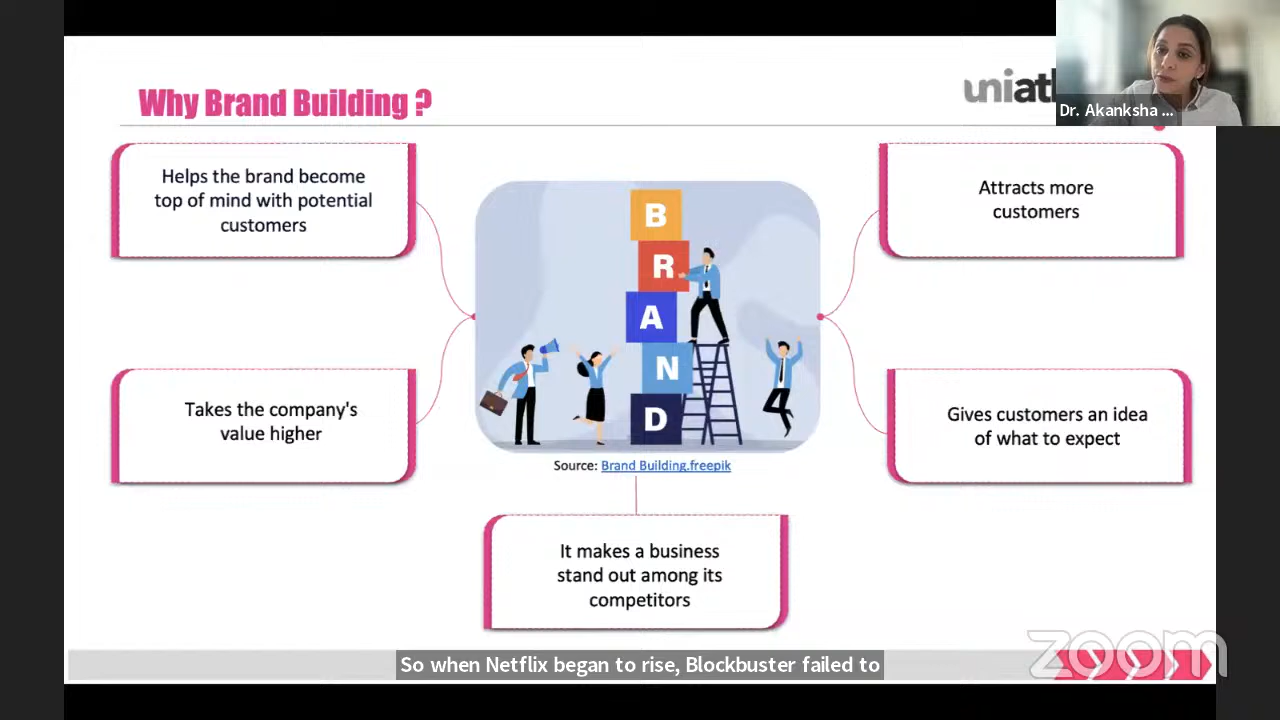 Why Brand Building ?
uniath
Dr. Akanksha ...
Helps the brand become
top of mind with potential
customers
Attracts more
customers
B
R
A
N
D
Takes the company's
value higher
Gives customers an idea
of what to expect
Source: Brand Building.freepik
It makes a business
stand out among its
competitors
So when Netflix began to rise, Blockbuster failed to
zoom